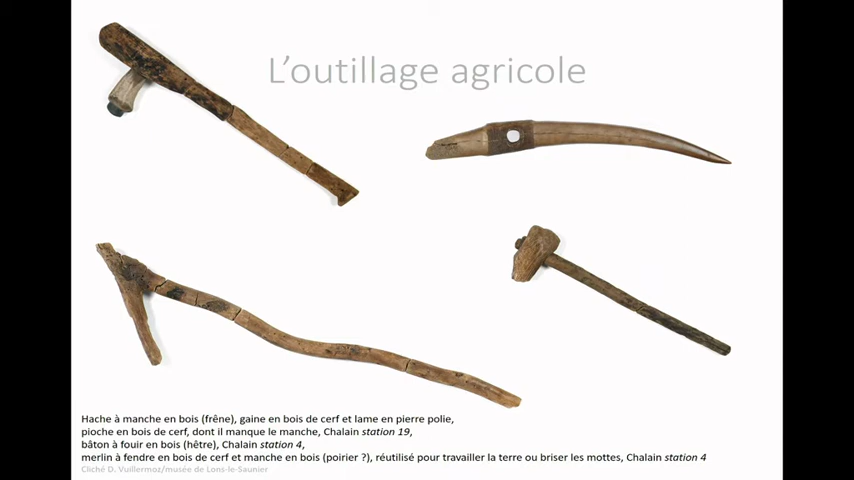 L’outillage agricole
Hache à manche en bois (frêne), gaine en bois de cerf et lame en pierre polie,
pioche en bois de cerf, dont il manque le manche, Chalain station 19,
bâton à fouir en bois (hêtre), Chalain station 4,
merlin à fendre en bois de cerf et manche en bois (poirier ?), réutilisé pour travailler la terre ou briser les mottes, Chalain station 4
Cliché D. Vuillermoz/musée de Lons-le-Saunier